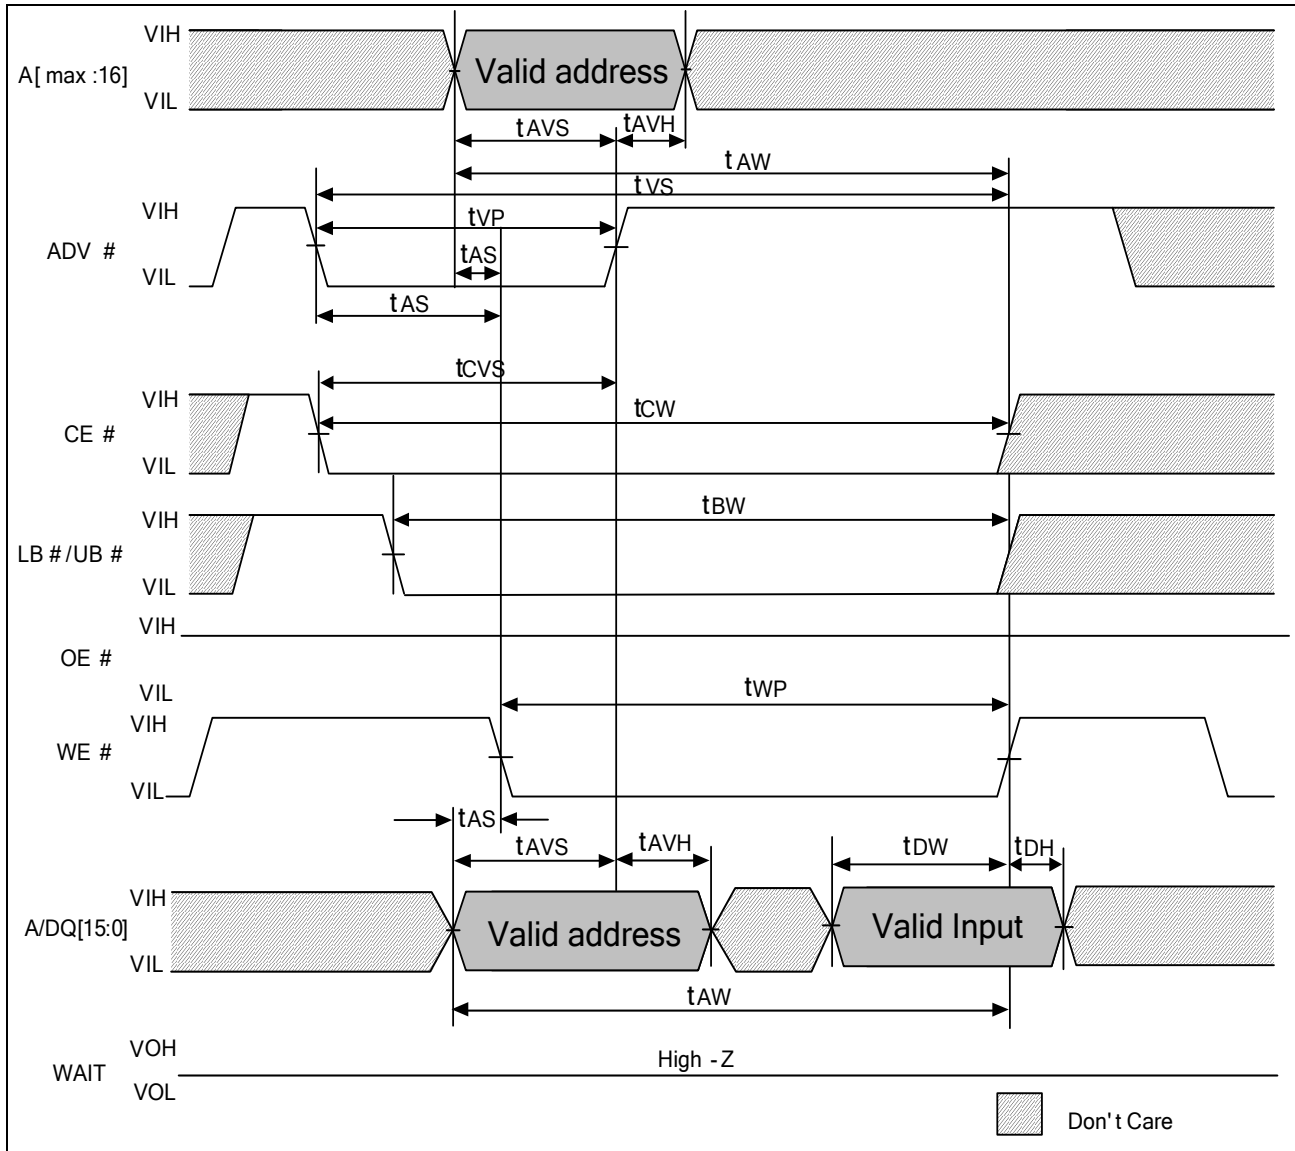 VIH
A[ max :16]
Valid address
VIL
tAVS
tAVH
tAW
tVS
VIH
tVP
ADV #
tAS
VIL
tAS
tCVS
VIH
tCW
CE #
VIL
tBW
VIH
LB #/UB #
VIL
VIH
OE #
VIL
tWP
VIH
WE #
VIL
tAS
tAVS
tAVH
tDW
tDH
VIH
A/DQ[15:0]
Valid address
Valid Input
VIL
tAW
VOH
High - Z
WAIT
VOL
Don't Care